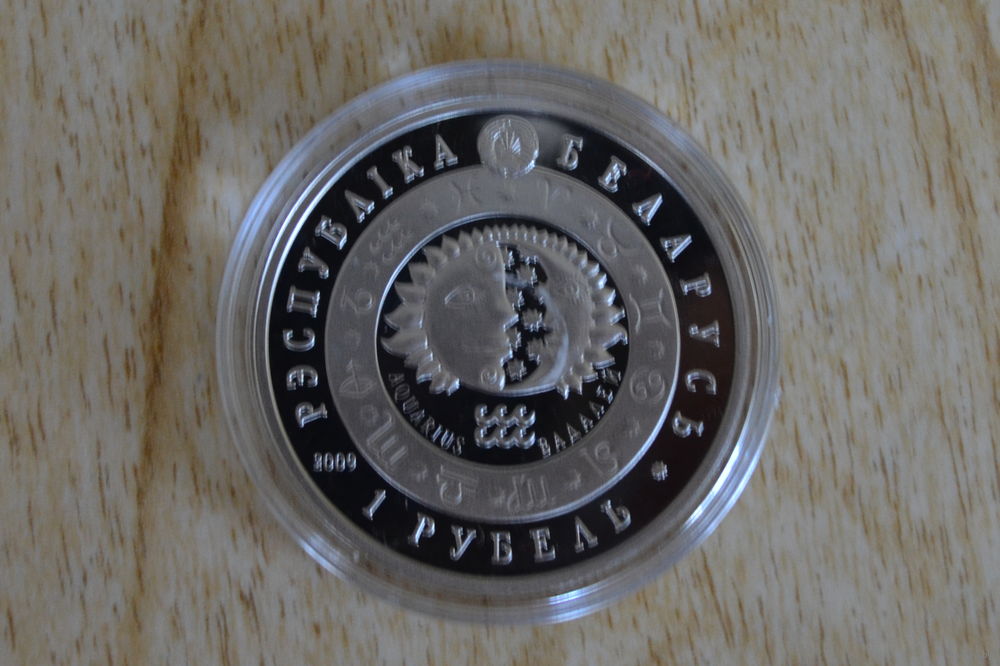 РЭСПУБЛІКА БЕЛАРУСЬ
2009
1 РУБЕЛЬ
AQUARIUS ВАДАЛЕЙ